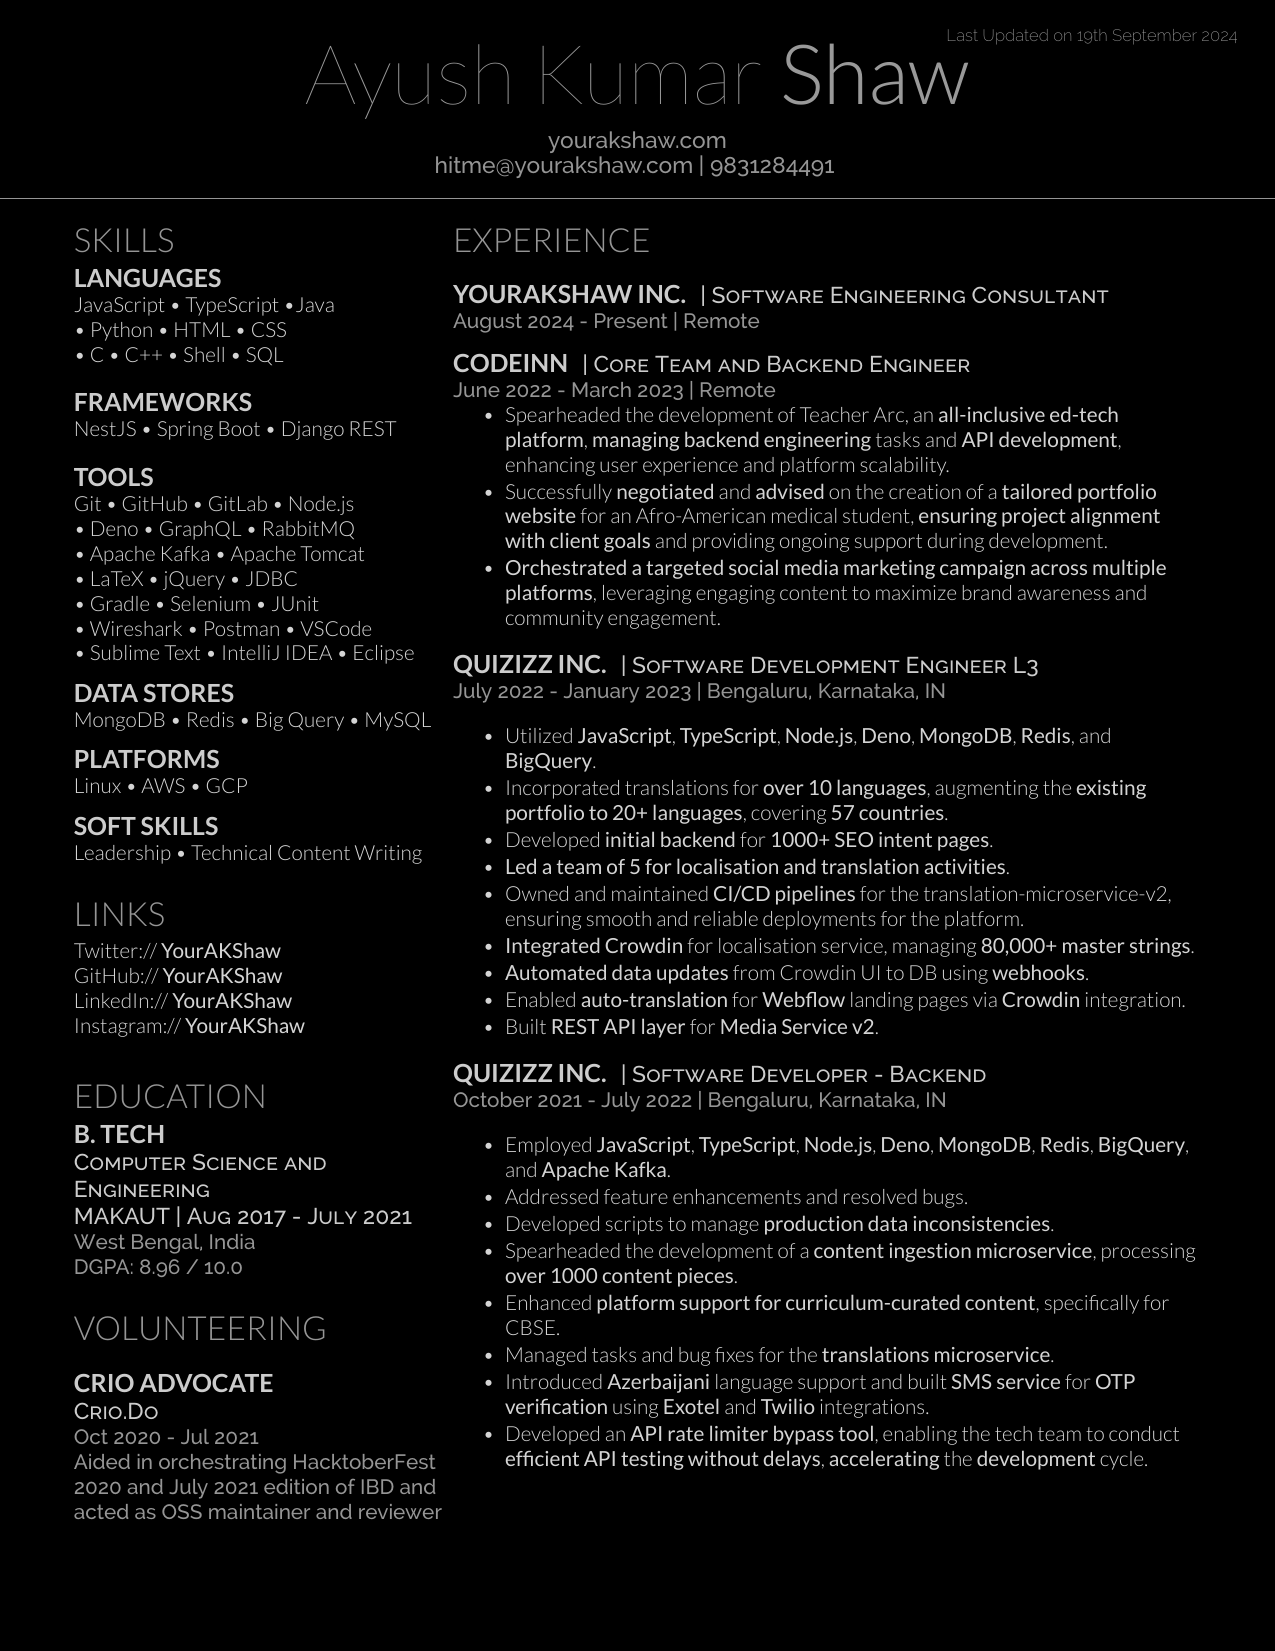 Last Updated on 19th September 2024
Ayush Kumar Shaw
yourakshaw.com
hitme@yourakshaw.com | 9831284491
SKILLS
LANGUAGES
JavaScript • TypeScript •Java
• Python • HTML • CSS
• C • C++ • Shell • SQL
FRAMEWORKS
NestJS • Spring Boot • Django REST
TOOLS
Git • GitHub • GitLab • Node.js
• Deno • GraphQL • RabbitMQ
• Apache Kafka • Apache Tomcat
• LaTeX • jQuery • JDBC
• Gradle • Selenium • JUnit
• Wireshark • Postman • VSCode
• Sublime Text • IntelliJ IDEA • Eclipse
DATA STORES
MongoDB • Redis • Big Query • MySQL
PLATFORMS
Linux • AWS • GCP
SOFT SKILLS
Leadership • Technical Content Writing
LINKS
Twitter:// YourAKShaw
GitHub:// YourAKShaw
LinkedIn:// YourAKShaw
Instagram:// YourAKShaw
EDUCATION
B. TECH
Computer Science and
Engineering
MAKAUT | Aug 2017 - July 2021
West Bengal, India
DGPA: 8.96 / 10.0
VOLUNTEERING
CRIO ADVOCATE
Crio.Do
Oct 2020 - Jul 2021
Aided in orchestrating HacktoberFest
2020 and July 2021 edition of IBD and
acted as OSS maintainer and reviewer
EXPERIENCE
YOURAKSHAW INC. | Software Engineering Consultant
August 2024 - Present | Remote
CODEINN | Core Team and Backend Engineer
June 2022 - March 2023 | Remote
• Spearheaded the development of Teacher Arc, an all-inclusive ed-tech
platform, managing backend engineering tasks and API development,
enhancing user experience and platform scalability.
• Successfully negotiated and advised on the creation of a tailored portfolio
website for an Afro-American medical student, ensuring project alignment
with client goals and providing ongoing support during development.
• Orchestrated a targeted social media marketing campaign across multiple
platforms, leveraging engaging content to maximize brand awareness and
community engagement.
QUIZIZZ INC. | Software Development Engineer L3
July 2022 - January 2023 | Bengaluru, Karnataka, IN
• Utilized JavaScript, TypeScript, Node.js, Deno, MongoDB, Redis, and
BigQuery.
• Incorporated translations for over 10 languages, augmenting the existing
portfolio to 20+ languages, covering 57 countries.
• Developed initial backend for 1000+ SEO intent pages.
• Led a team of 5 for localisation and translation activities.
• Owned and maintained CI/CD pipelines for the translation-microservice-v2,
ensuring smooth and reliable deployments for the platform.
• Integrated Crowdin for localisation service, managing 80,000+ master strings.
• Automated data updates from Crowdin UI to DB using webhooks.
• Enabled auto-translation for Webflow landing pages via Crowdin integration.
• Built REST API layer for Media Service v2.
QUIZIZZ INC. | Software Developer - Backend
October 2021 - July 2022 | Bengaluru, Karnataka, IN
• Employed JavaScript, TypeScript, Node.js, Deno, MongoDB, Redis, BigQuery,
and Apache Kafka.
• Addressed feature enhancements and resolved bugs.
• Developed scripts to manage production data inconsistencies.
• Spearheaded the development of a content ingestion microservice, processing
over 1000 content pieces.
• Enhanced platform support for curriculum-curated content, specifically for
CBSE.
• Managed tasks and bug fixes for the translations microservice.
• Introduced Azerbaijani language support and built SMS service for OTP
verification using Exotel and Twilio integrations.
• Developed an API rate limiter bypass tool, enabling the tech team to conduct
efficient API testing without delays, accelerating the development cycle.